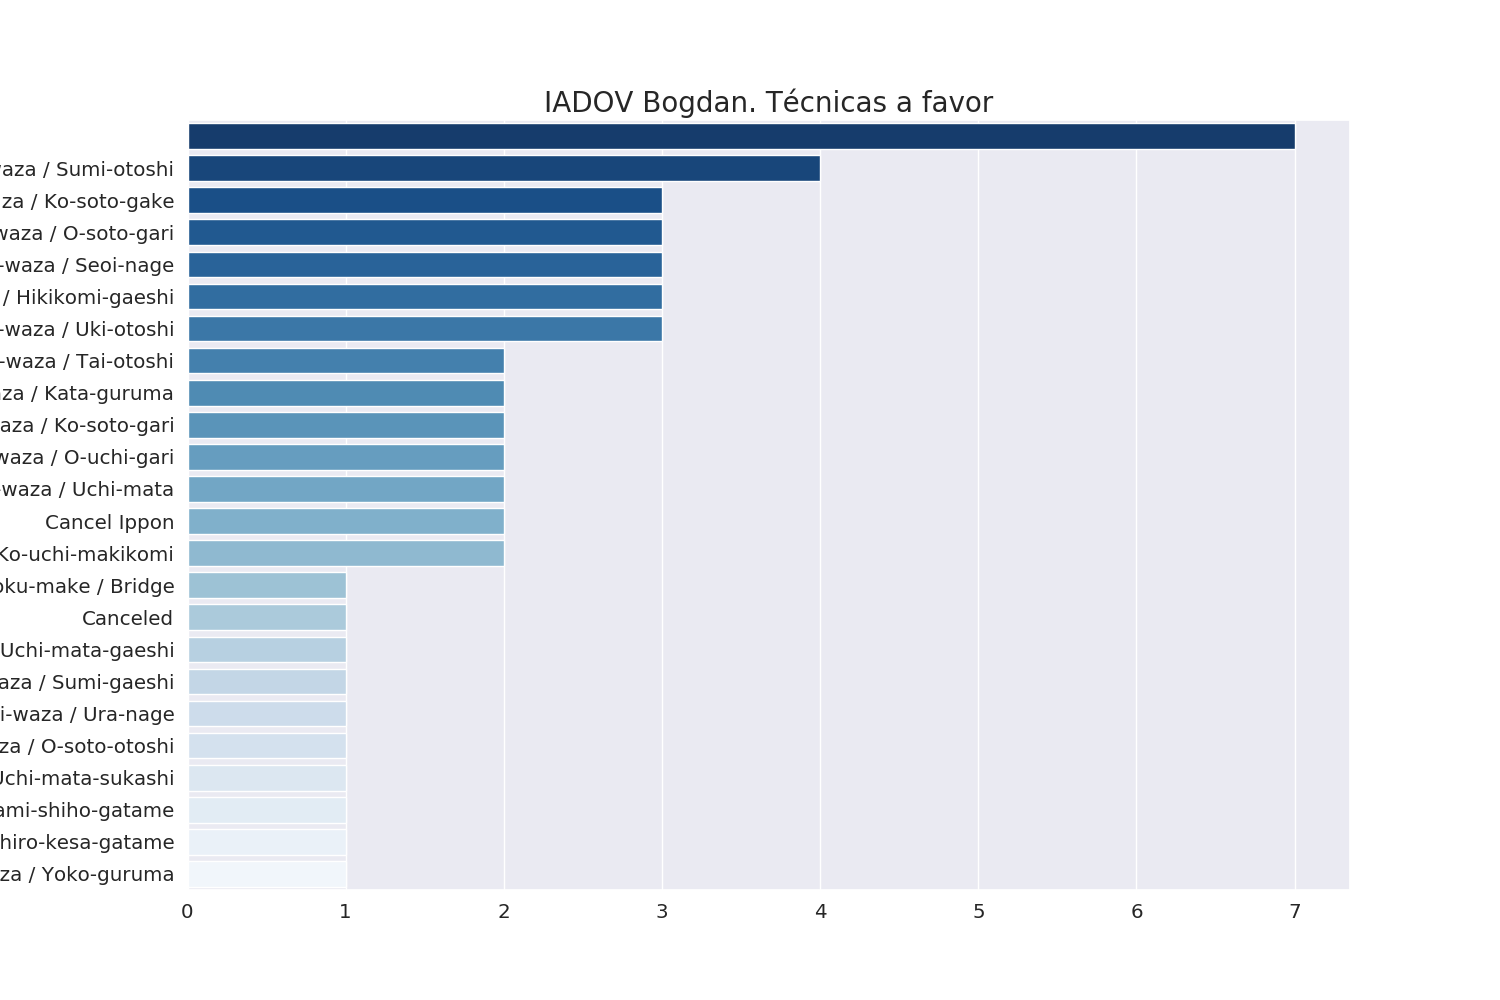 IADOV Bogdan. Técnicas a favor
waza / Sumi-otoshi
za / Ko-soto-gake
waza / O-soto-gari
-waza / Seoi-nage
/ Hikikomi-gaeshi
-waza / Uki-otoshi
-waza / Tai-otoshi
za / Kata-guruma
aza / Ko-soto-gari
waza / O-uchi-gari
-waza / Uchi-mata
Cancel Ippon
Ko-uchi-makikomi
oku-make / Bridge
Canceled
Uchi-mata-gaeshi
aza / Sumi-gaeshi
i-waza / Ura-nage
za / O-soto-otoshi
Uchi-mata-sukashi
ami-shiho-gatame
hiro-kesa-gatame
za / Yoko-guruma
0 1 2 3 4 5 6 7